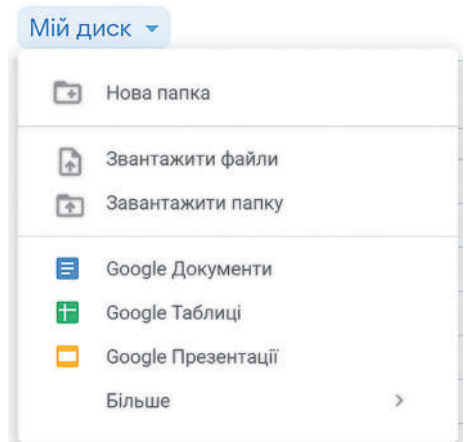 Мій диск
Нова папка
Звантажити файли
Завантажити папку
Google Документи
Google Таблиці
Google Презентації
Більше